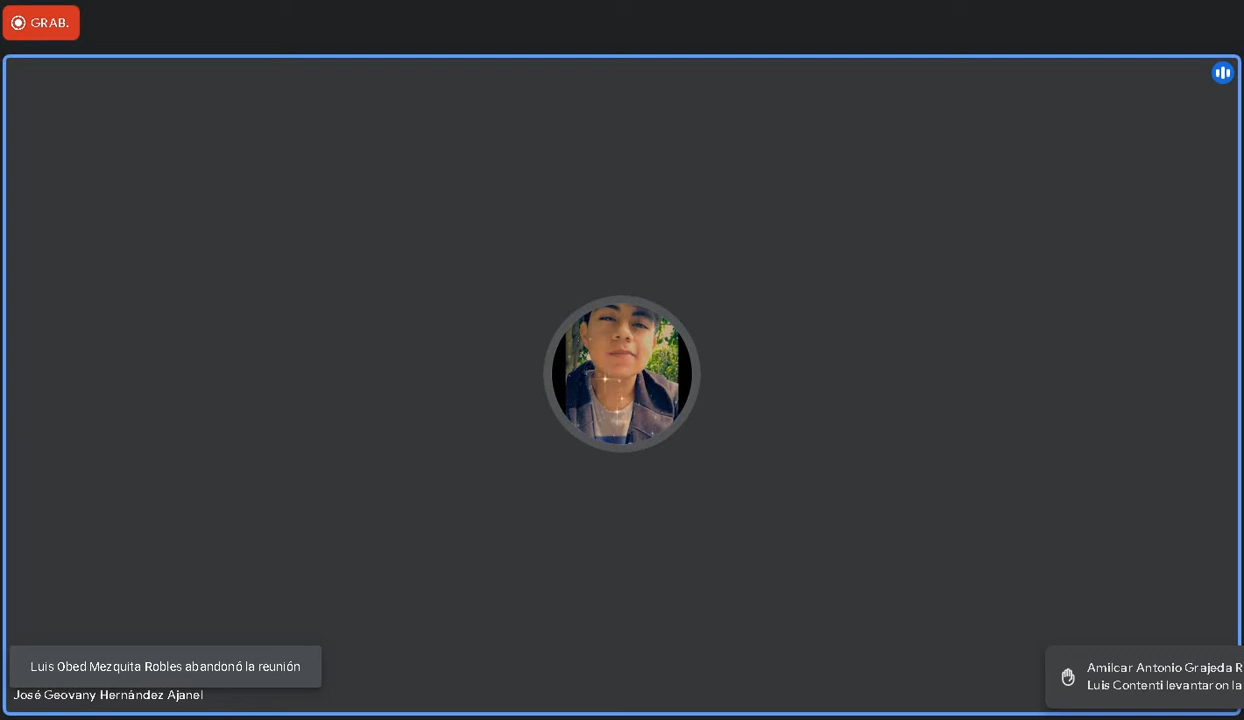 GRAB.
Luis Obed Mezquita Robles abandonó la reunión
José Geovany Hernández Ajanel
Amilcar Antonio Grajeda R
Luis Contenti levantaron la